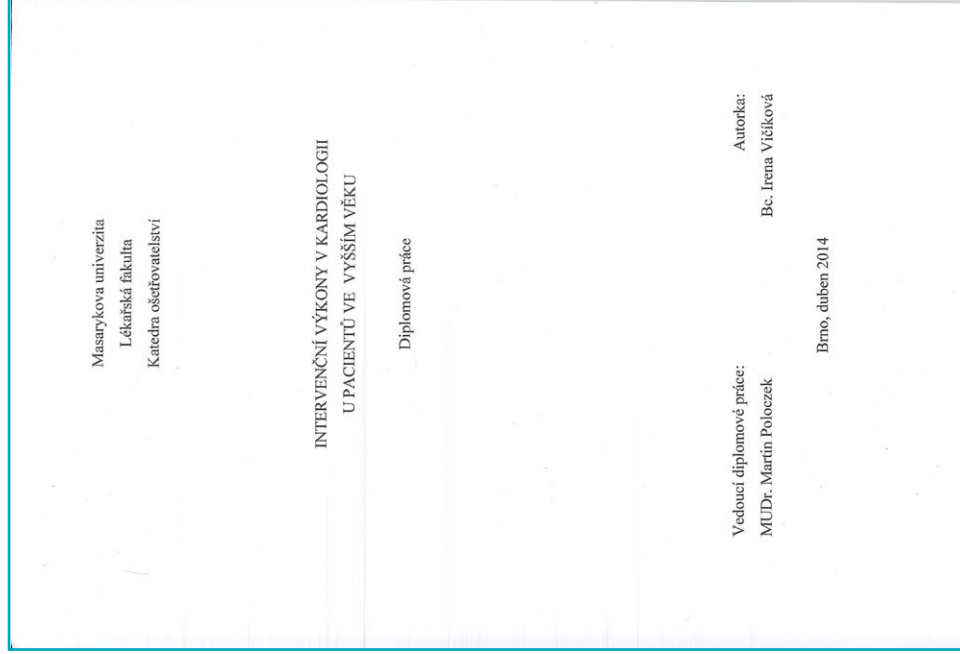 Masarykova univerzita
Lékařská fakulta
Katedra ošetřovatelství
INTERVENČNÍ VÝKONY V KARDIOLOGII
U PACIENTŮ VE VYŠŠÍM VĚKU
Diplomová práce
Vedoucí diplomové práce:
MUDr. Martin Poloczek
Autorka:
Bc. Irena Vičíková
Brno, duben 2014